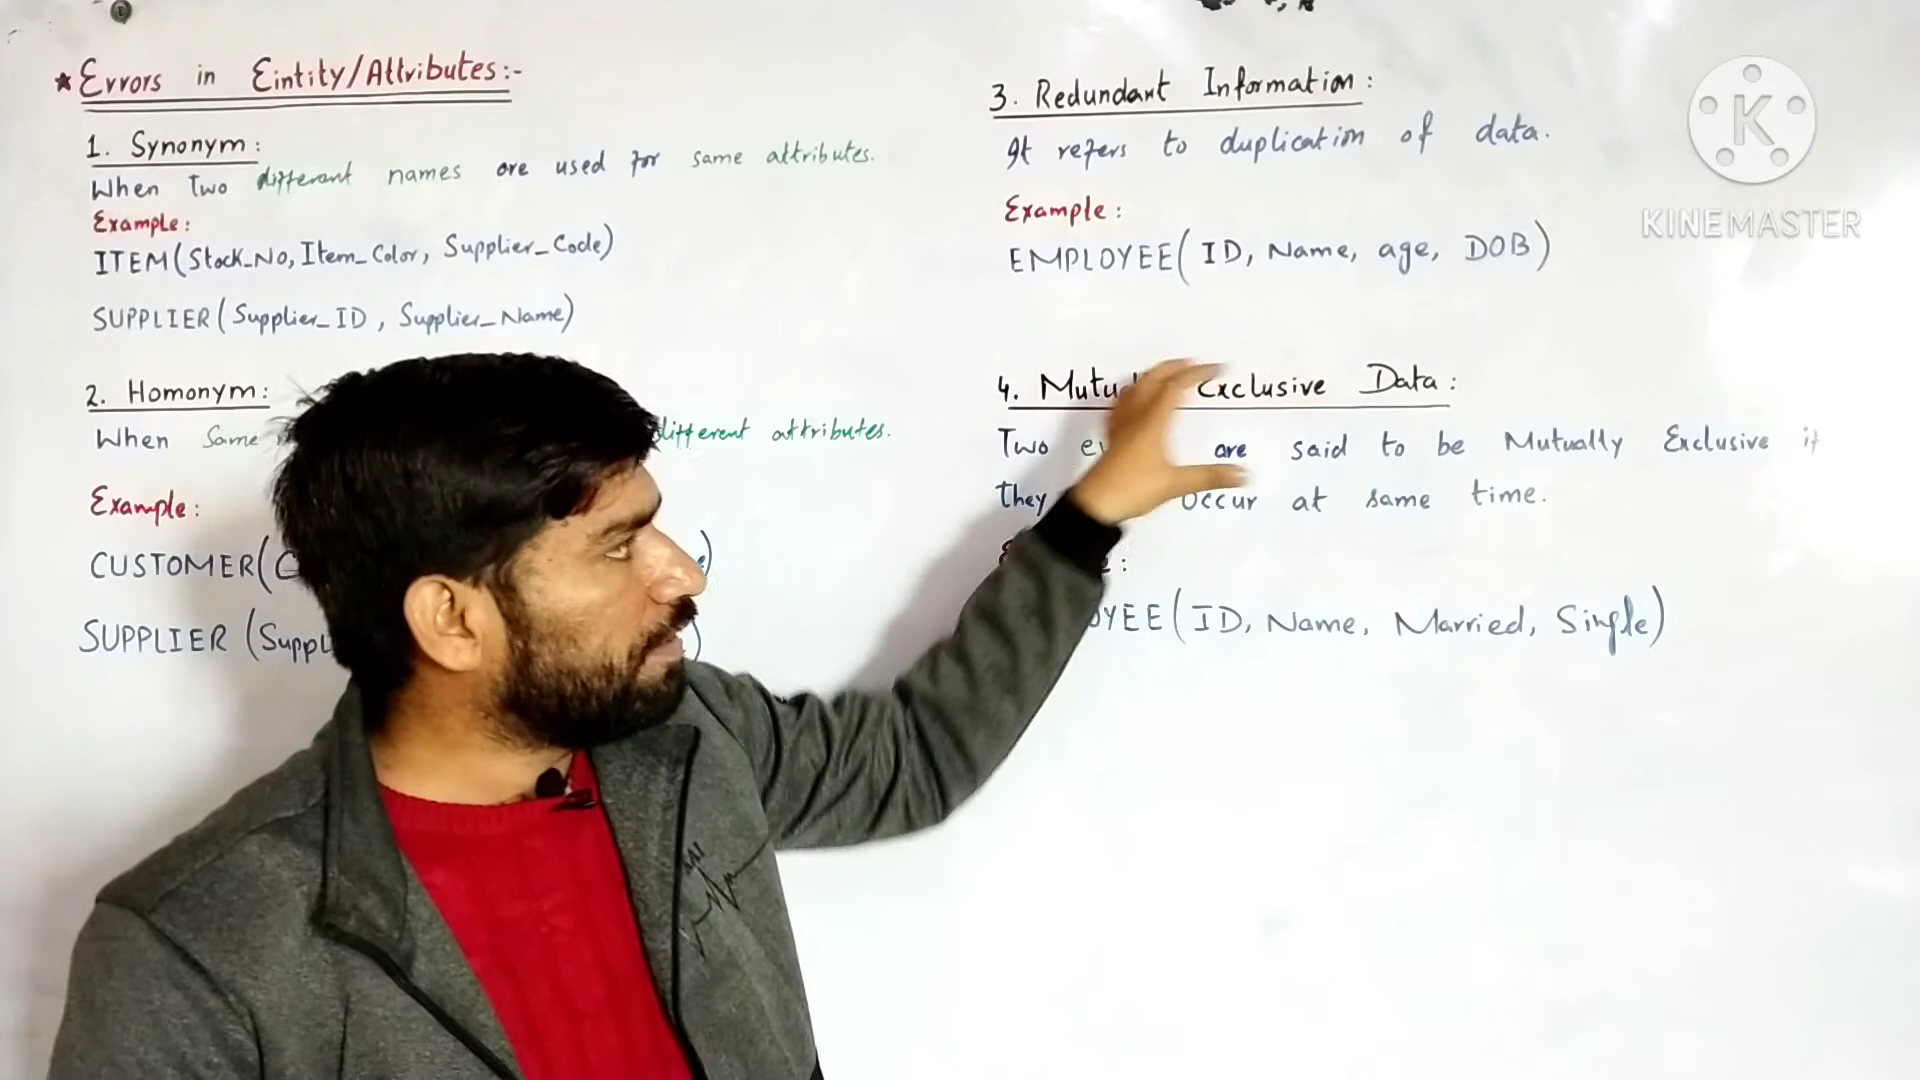 * Errors in Eintity/Attributes:-
1. Synonym:
When Two different names are used for same attributes.
Example:
ITEM(Stock_No, Item_Color, Supplier_Code)
SUPPLIER(Supplier_ID, Supplier_Name)
2. Homonym:
When Same different attributes.
Example:
CUSTOMER(
SUPPLIER (
3. Redundant Information:
It refers to duplication of data.
Example:
EMPLOYEE(ID, Name, age, DOB)
4. Exclusive Data:
Two are said to be Mutually Exclusive if
they occur at same time.
(ID, Name, Married, Single)
K
KINEMASTER